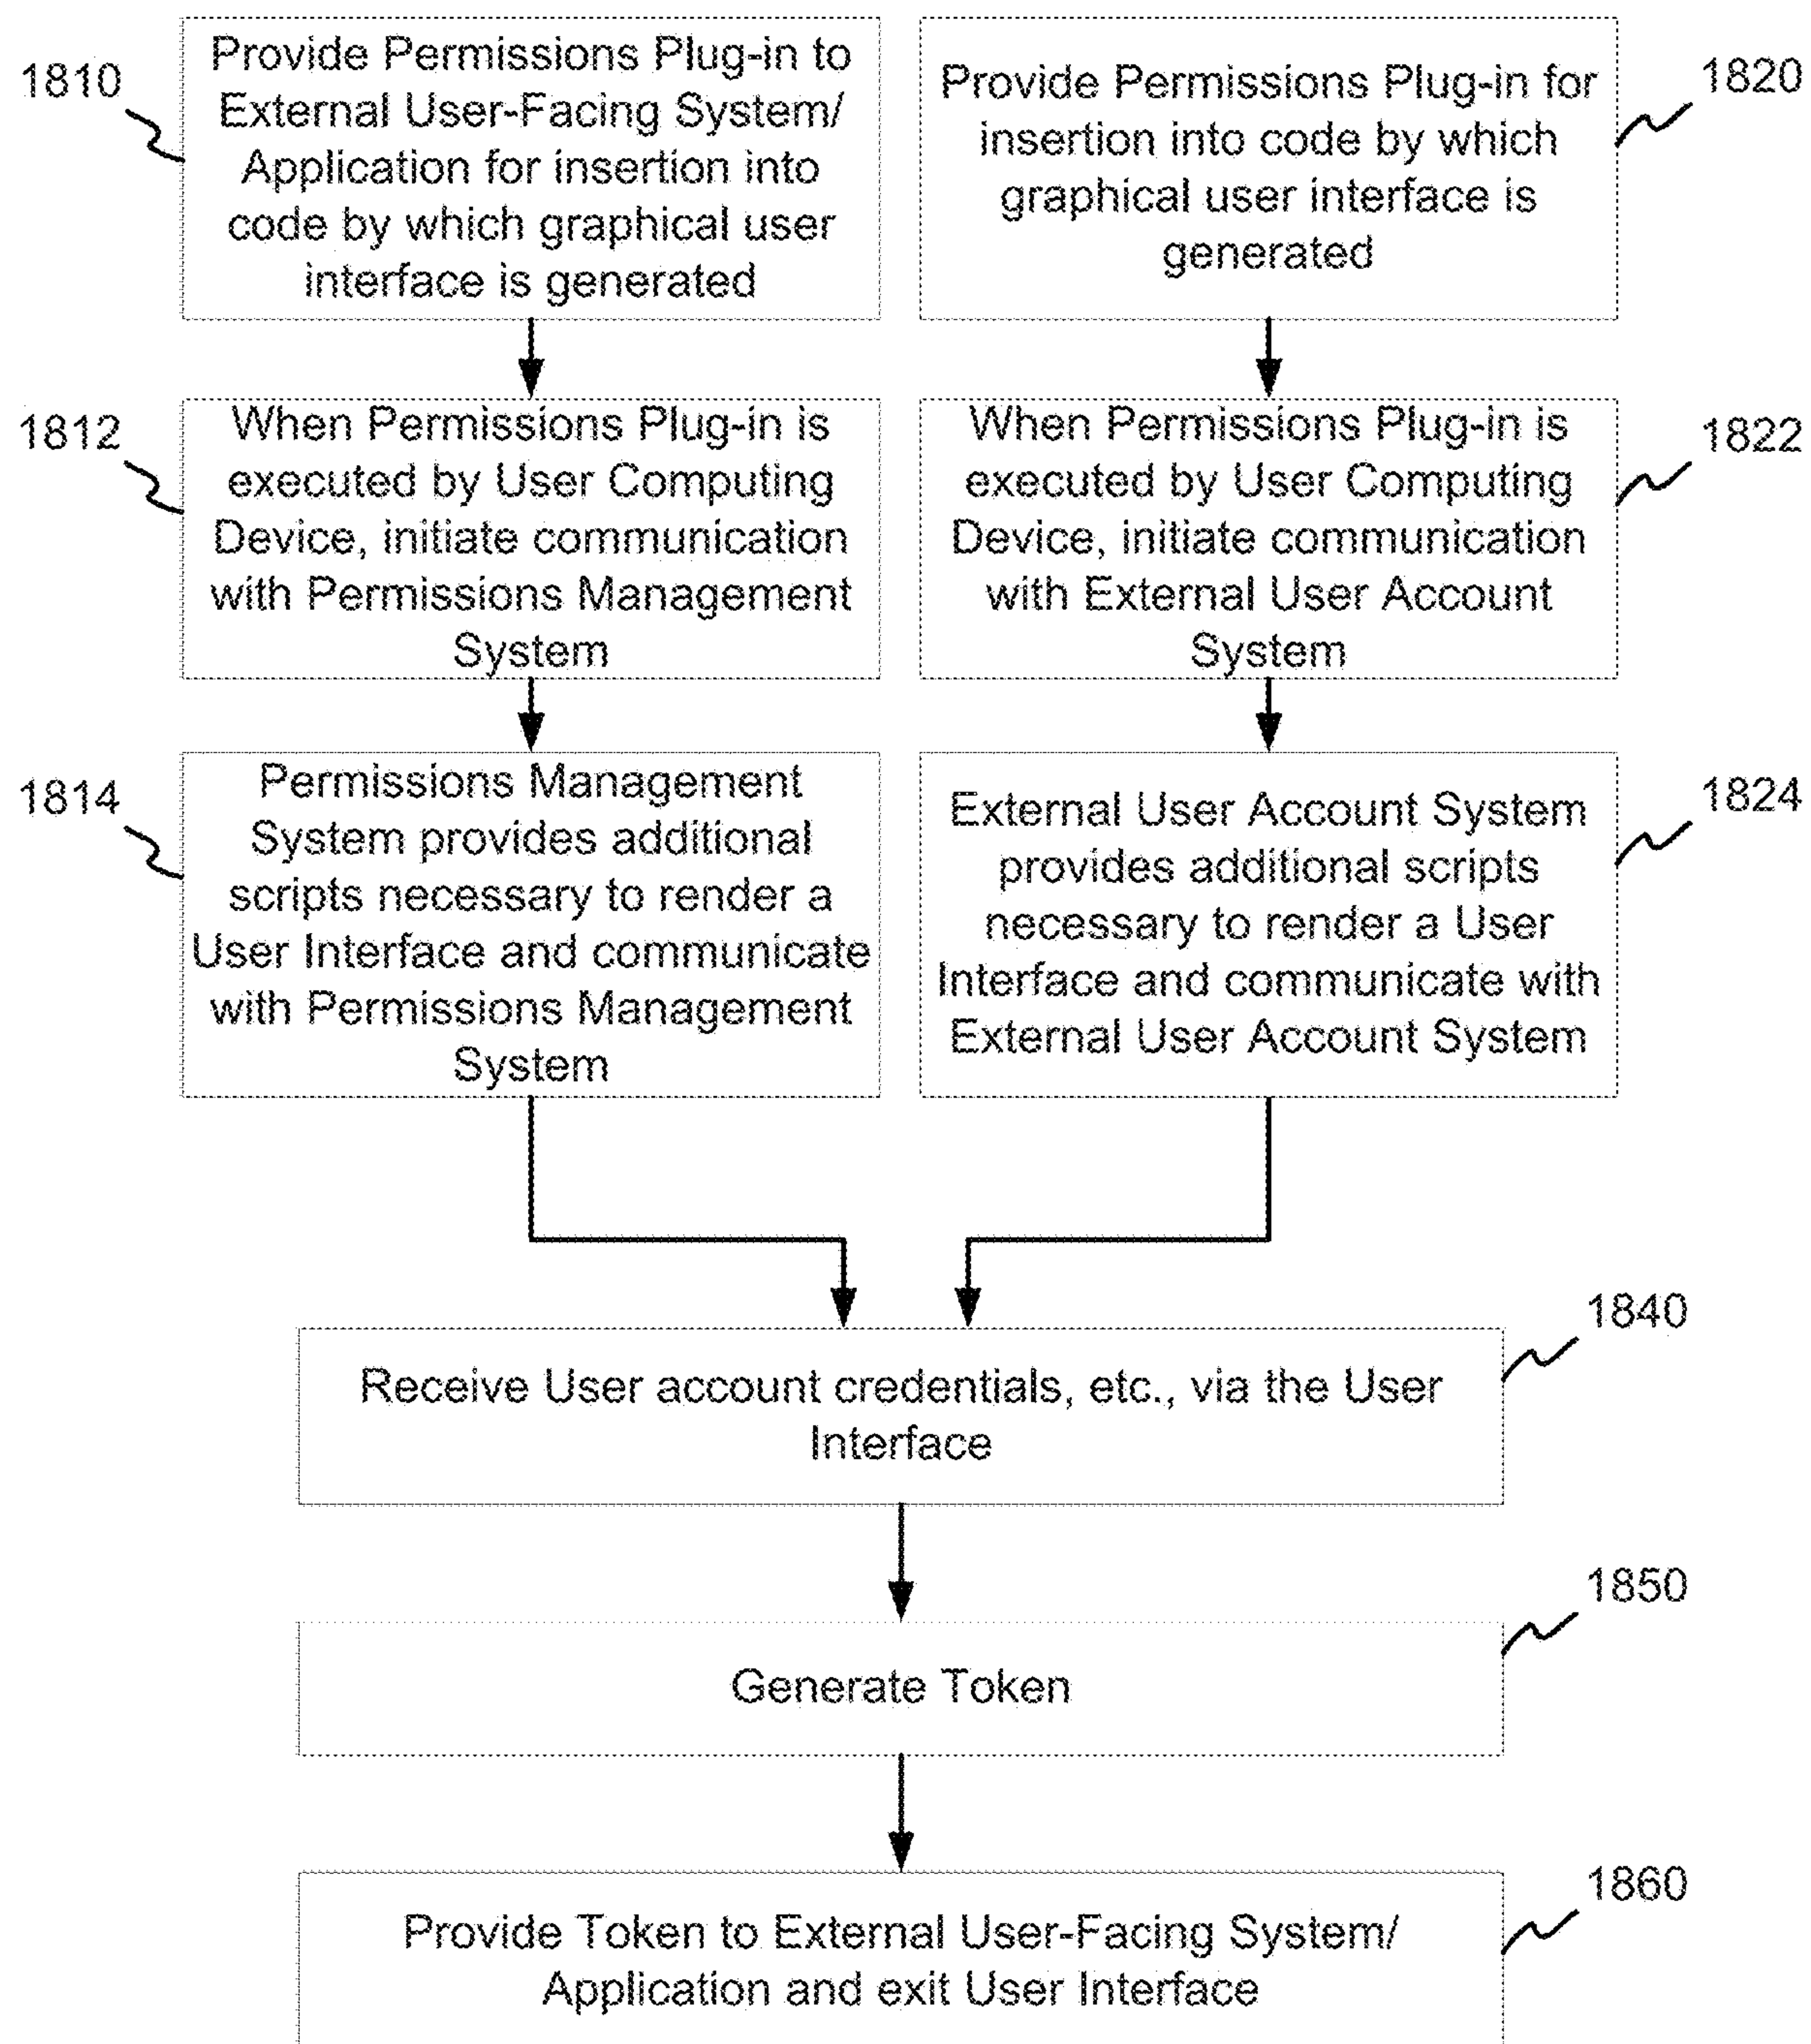 1810
Provide Permissions Plug-in to
External User-Facing System/
Application for insertion into
code by which graphical user
interface is generated
Provide Permissions Plug-in for
insertion into code by which
graphical user interface is
generated
1820
1812
When Permissions Plug-in is
executed by User Computing
Device, initiate communication
with Permissions Management
System
When Permissions Plug-in is
executed by User Computing
Device, initiate communication
with External User Account
System
1822
1814
Permissions Management
System provides additional
scripts necessary to render a
User Interface and communicate
with Permissions Management
System
External User Account System
provides additional scripts
necessary to render a User
Interface and communicate with
External User Account System
1824
1840
Receive User account credentials, etc., via the User
Interface
1850
Generate Token
1860
Provide Token to External User-Facing System/
Application and exit User Interface